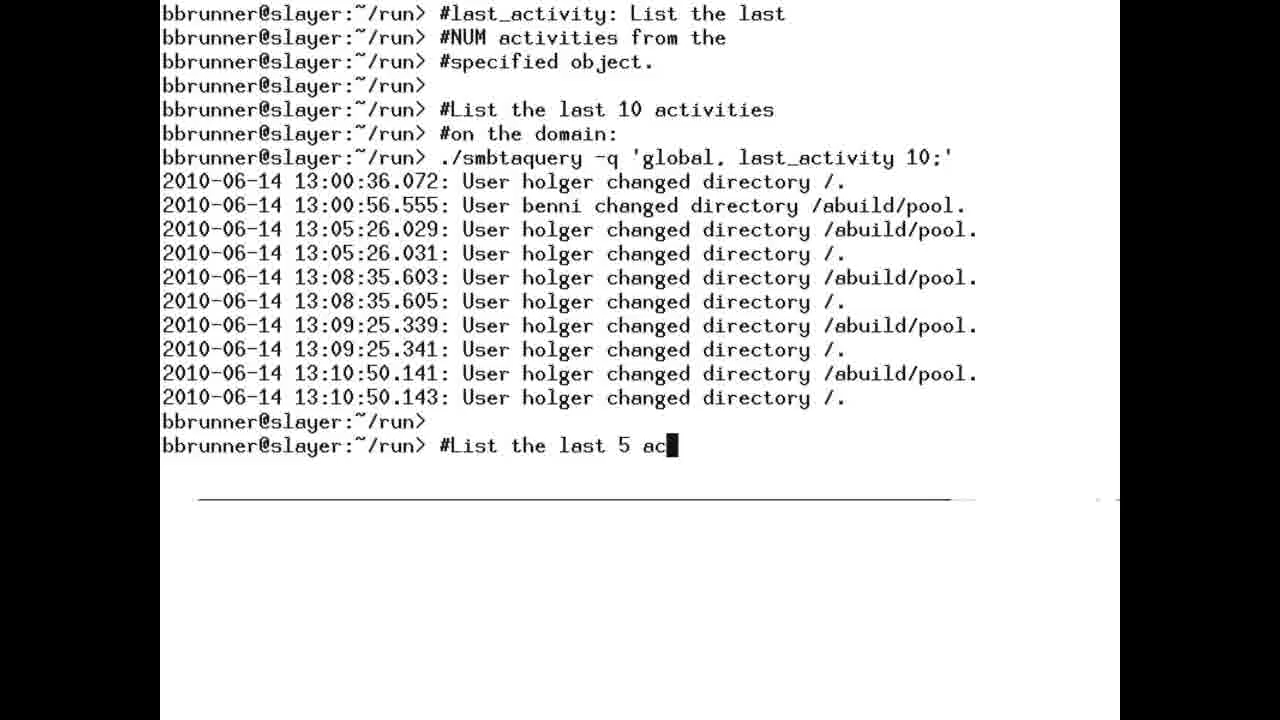 bbrunner@slayer:~/run> #last_activity: List the last
bbrunner@slayer:~/run> #NUM activities from the
bbrunner@slayer:~/run> #specified object.
bbrunner@slayer:~/run>
bbrunner@slayer:~/run> #List the last 10 activities
bbrunner@slayer:~/run> #on the domain:
bbrunner@slayer:~/run> ./smbtaquery -q 'global, last_activity 10;'
2010-06-14 13:00:36.072: User holger changed directory /.
2010-06-14 13:00:56.555: User benni changed directory /abuild/pool.
2010-06-14 13:05:26.029: User holger changed directory /abuild/pool.
2010-06-14 13:05:26.031: User holger changed directory /.
2010-06-14 13:08:35.603: User holger changed directory /abuild/pool.
2010-06-14 13:08:35.605: User holger changed directory /.
2010-06-14 13:09:25.339: User holger changed directory /abuild/pool.
2010-06-14 13:09:25.341: User holger changed directory /.
2010-06-14 13:10:50.141: User holger changed directory /abuild/pool.
2010-06-14 13:10:50.143: User holger changed directory /.
bbrunner@slayer:~/run>
bbrunner@slayer:~/run> #List the last 5 ac